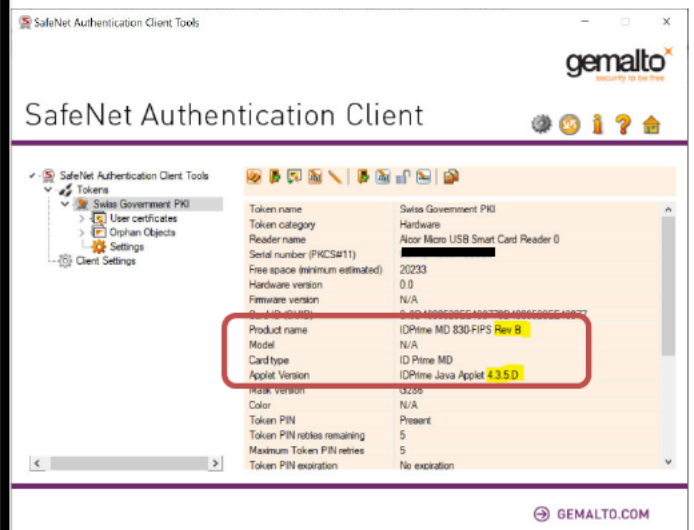 SafeNet Authentication Client Tools
gemalto
security to be free
SafeNet Authentication Client
SafeNet Authentication Client Tools
Tokens
Swiss Government PKI
User certificates
Orphan Objects
Settings
Client Settings
Token name Swiss Government PKI
Token category Hardware
Reader name Alcor Micro USB Smart Card Reader 0
Serial number (PKCS#11)
Free space (minimum estimated) 20233
Hardware version 0.0
Firmware version N/A
Product name IDPrime MD 830-FIPS Rev B
Model N/A
Card type ID Prime MD
Applet Version IDPrime Java Applet 4.3.5.D
Mask version G286
Color N/A
Token PIN Present
Token PIN retries remaining 5
Maximum Token PIN retries 5
Token PIN expiration No expiration
GEMALTO.COM